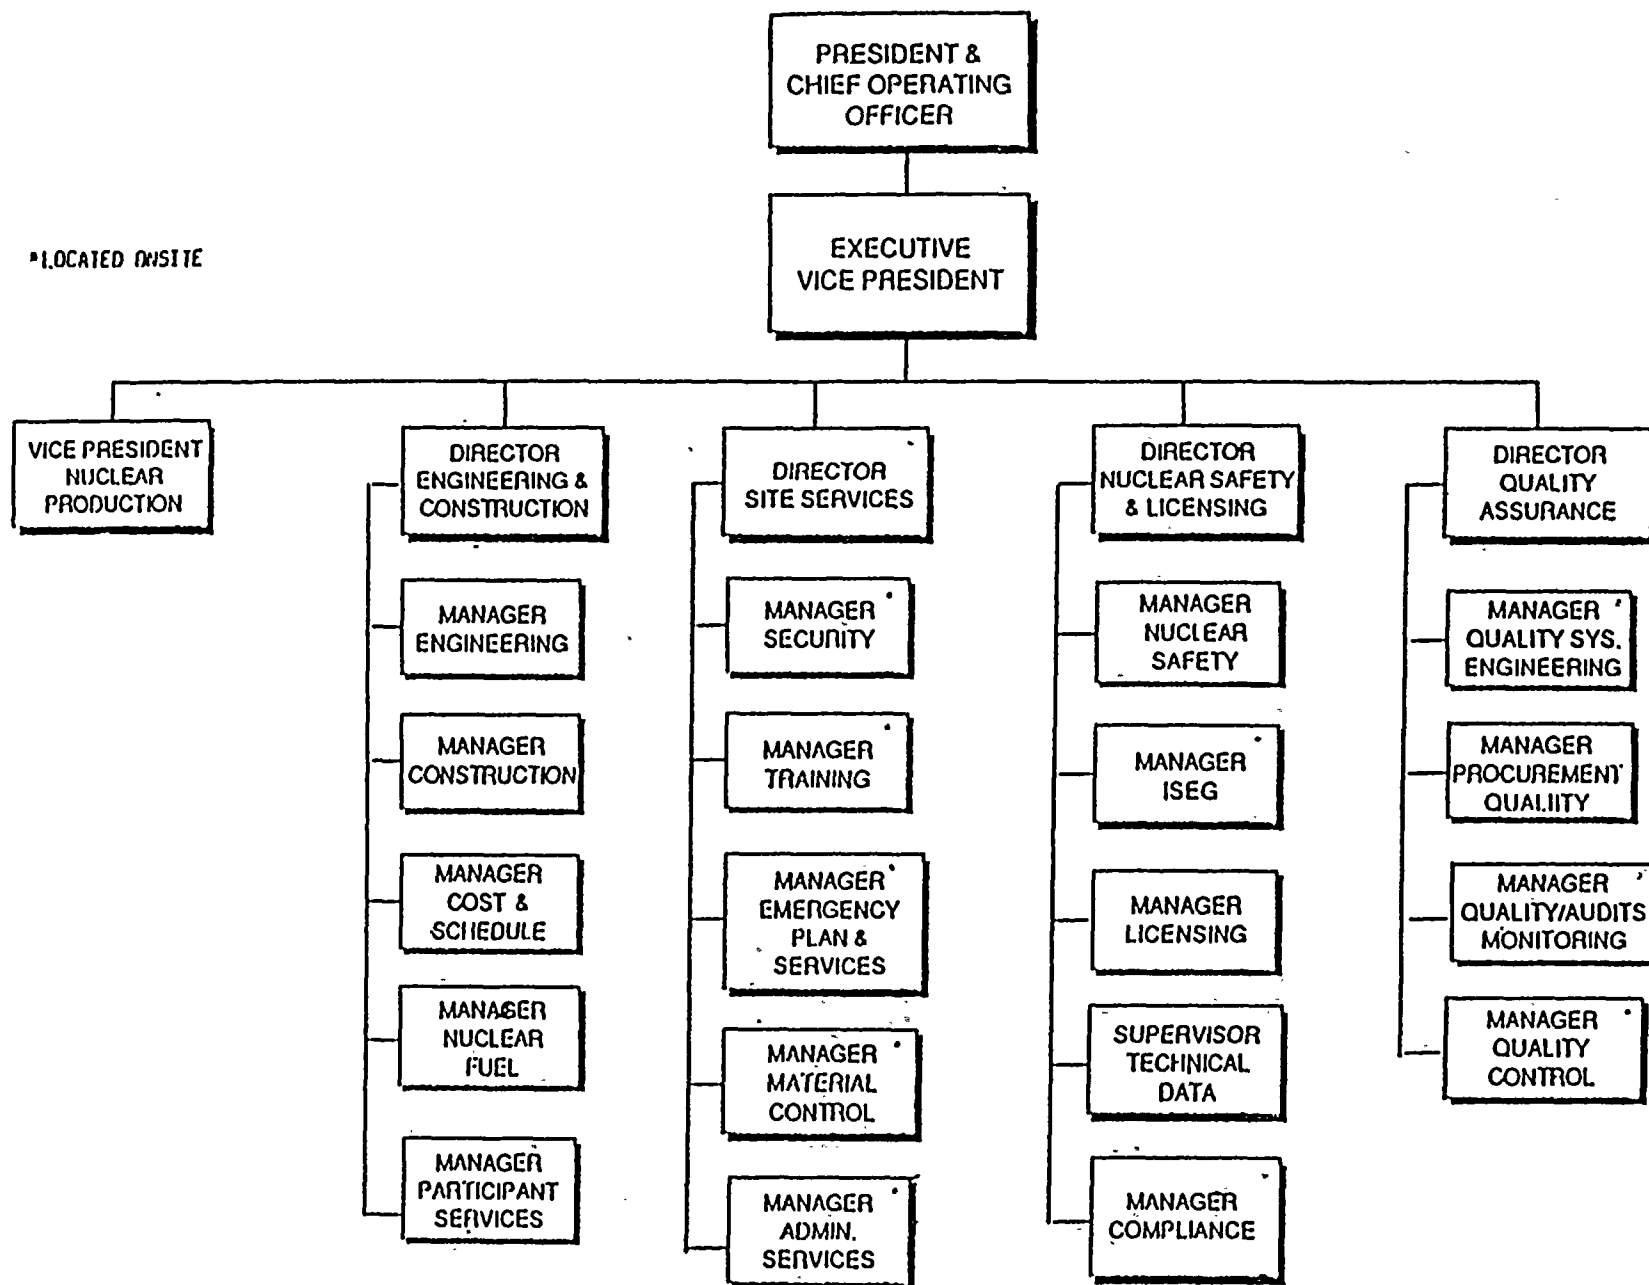 PRESIDENT &
CHIEF OPERATING
OFFICER
*LOCATED ONSITE
EXECUTIVE
VICE PRESIDENT
VICE PRESIDENT
NUCLEAR
PRODUCTION
DIRECTOR
ENGINEERING &
CONSTRUCTION
MANAGER
ENGINEERING
MANAGER
CONSTRUCTION
MANAGER
COST &
SCHEDULE
MANAGER
NUCLEAR
FUEL
MANAGER
PARTICIPANT
SERVICES
DIRECTOR *
SITE SERVICES
MANAGER *
SECURITY
MANAGER *
TRAINING
MANAGER *
EMERGENCY
PLAN &
SERVICES
MANAGER *
MATERIAL
CONTROL
MANAGER *
ADMIN.
SERVICES
DIRECTOR
NUCLEAR SAFETY
& LICENSING
MANAGER
NUCLEAR
SAFETY
MANAGER *
ISEG
MANAGER
LICENSING
SUPERVISOR
TECHNICAL
DATA
MANAGER *
COMPLIANCE
DIRECTOR
QUALITY
ASSURANCE
MANAGER *
QUALITY SYS.
ENGINEERING
MANAGER
PROCUREMENT
QUALIITY
MANAGER *
QUALITY/AUDITS
MONITORING
MANAGER *
QUALITY
CONTROL